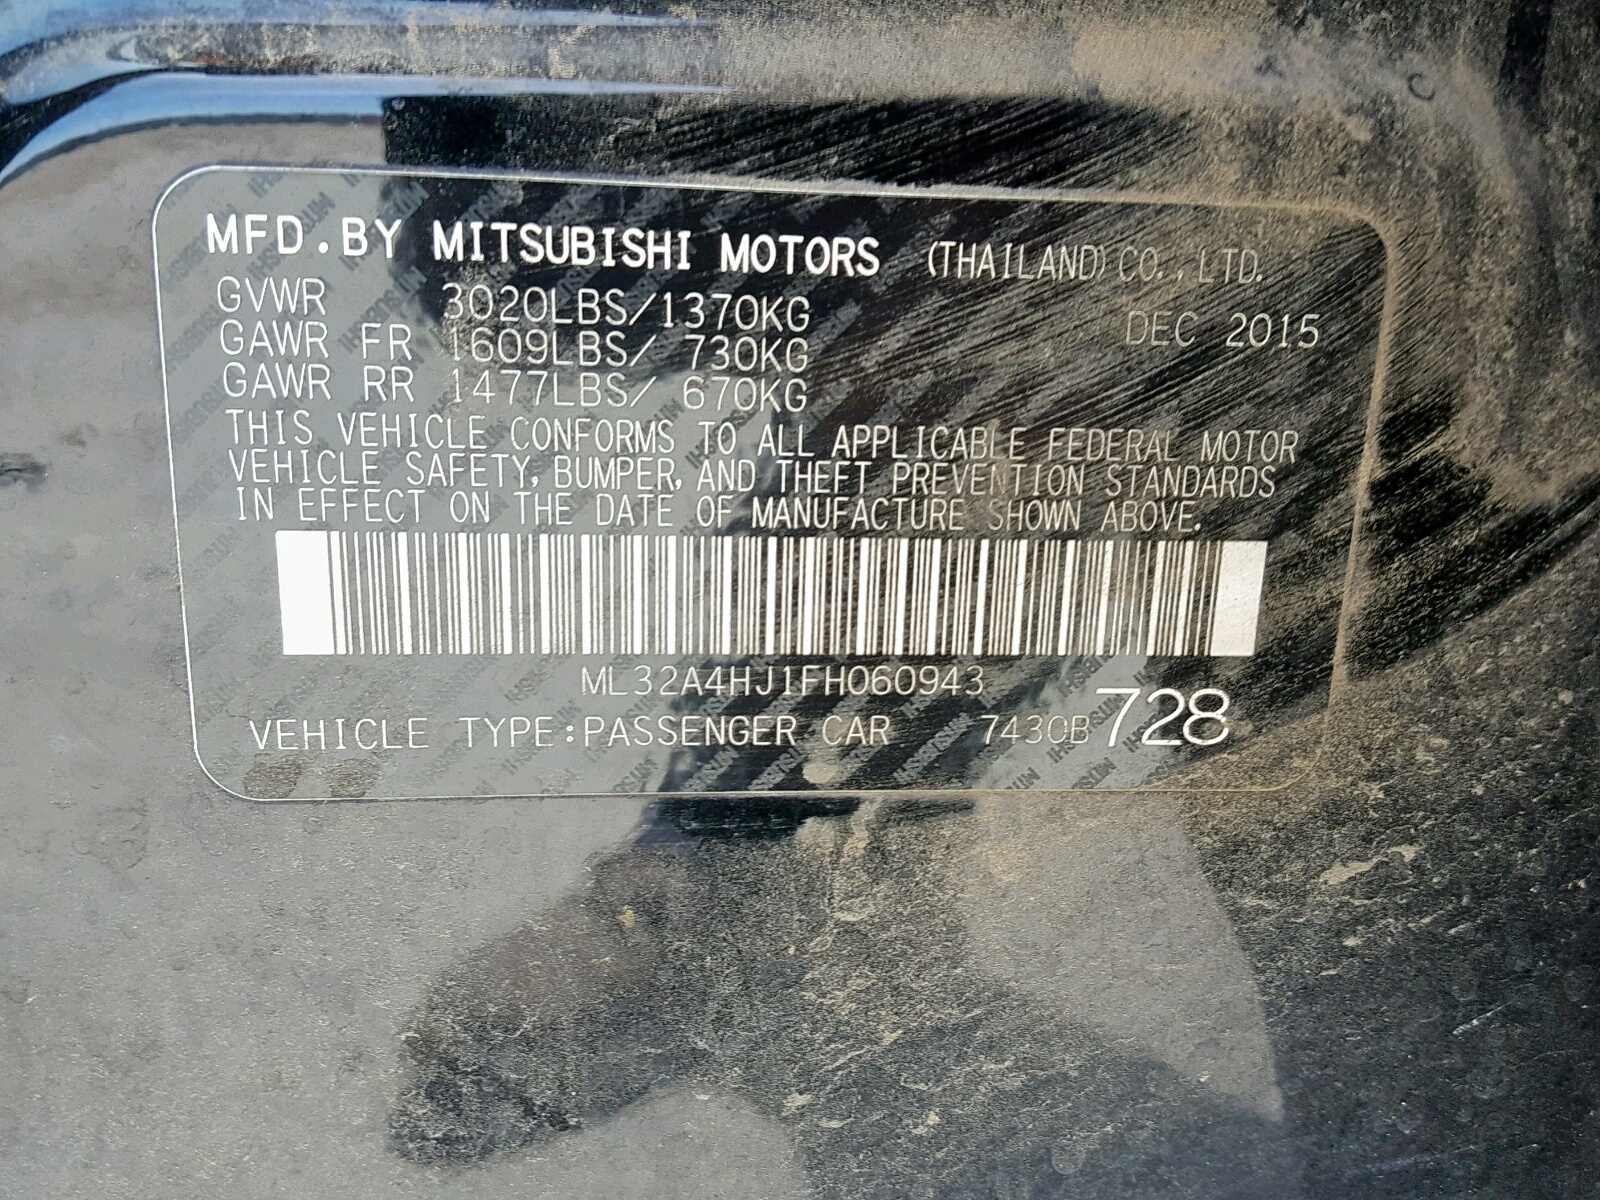 MFD.BY MITSUBISHI MOTORS (THAILAND) CO., LTD.
GVWR 3020LBS/1370KG DEC 2015
GAWR FR 1609LBS/ 730KG
GAWR RR 1477LBS/ 670KG
THIS VEHICLE CONFORMS TO ALL APPLICABLE FEDERAL MOTOR
VEHICLE SAFETY, BUMPER, AND THEFT PREVENTION STANDARDS
IN EFFECT ON THE DATE OF MANUFACTURE SHOWN ABOVE.
ML32A4HJ1FH060943
VEHICLE TYPE:PASSENGER CAR 7430B 728